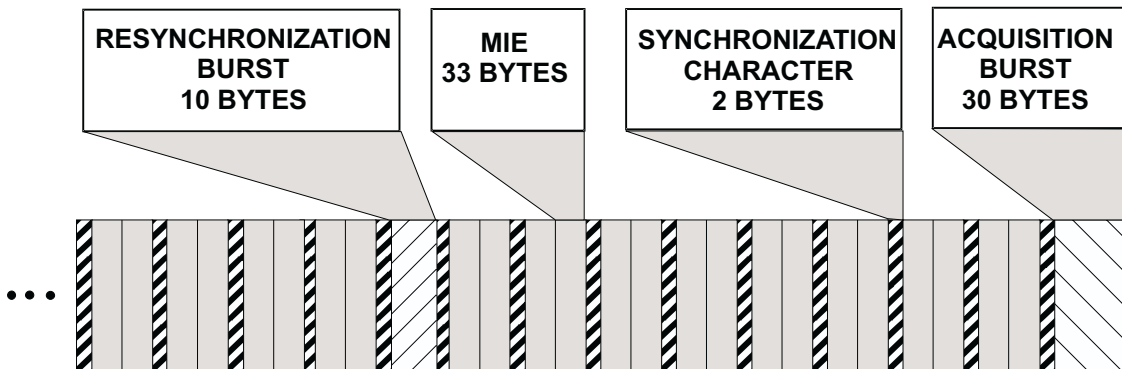 RESYNCHRONIZATION
BURST
10 BYTES
MIE
33 BYTES
SYNCHRONIZATION
CHARACTER
2 BYTES
ACQUISITION
BURST
30 BYTES
...